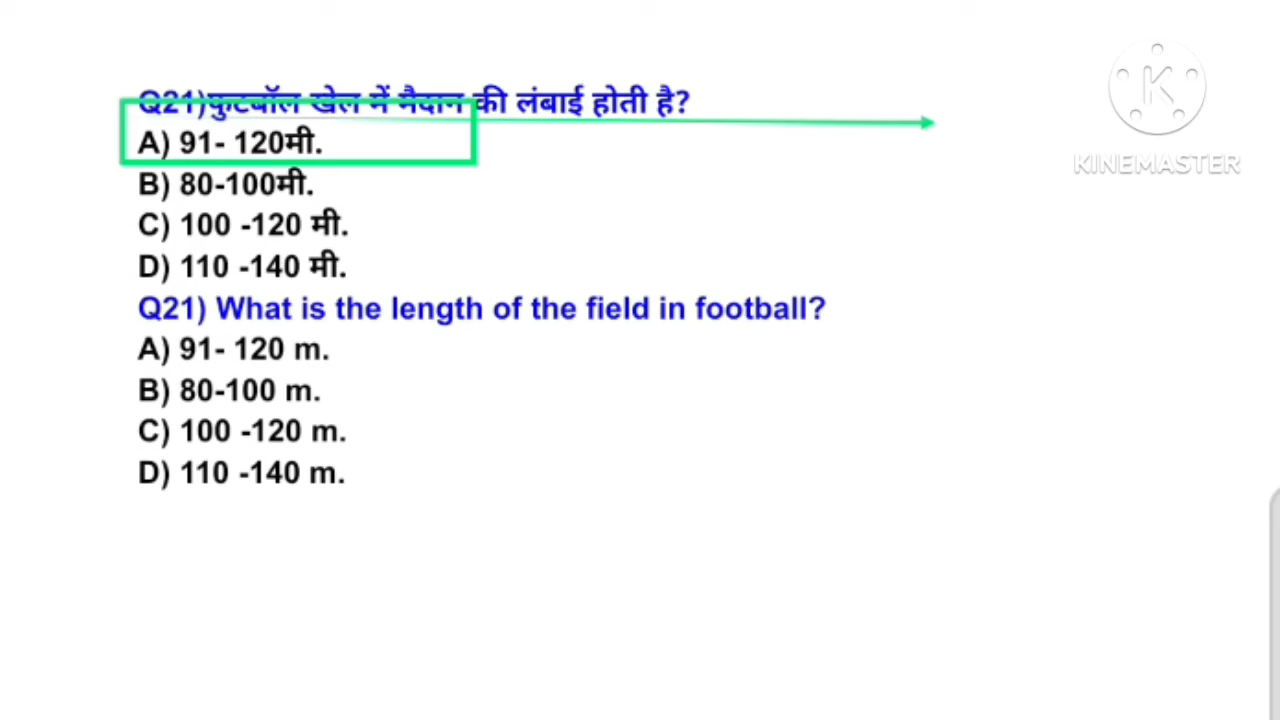 Q21)फुटबॉल खेल में मैदान की लंबाई होती है?
A) 91- 120मी.
B) 80-100मी.
C) 100 -120 मी.
D) 110 -140 मी.
Q21) What is the length of the field in football?
A) 91- 120 m.
B) 80-100 m.
C) 100 -120 m.
D) 110 -140 m.
K
KINEMASTER